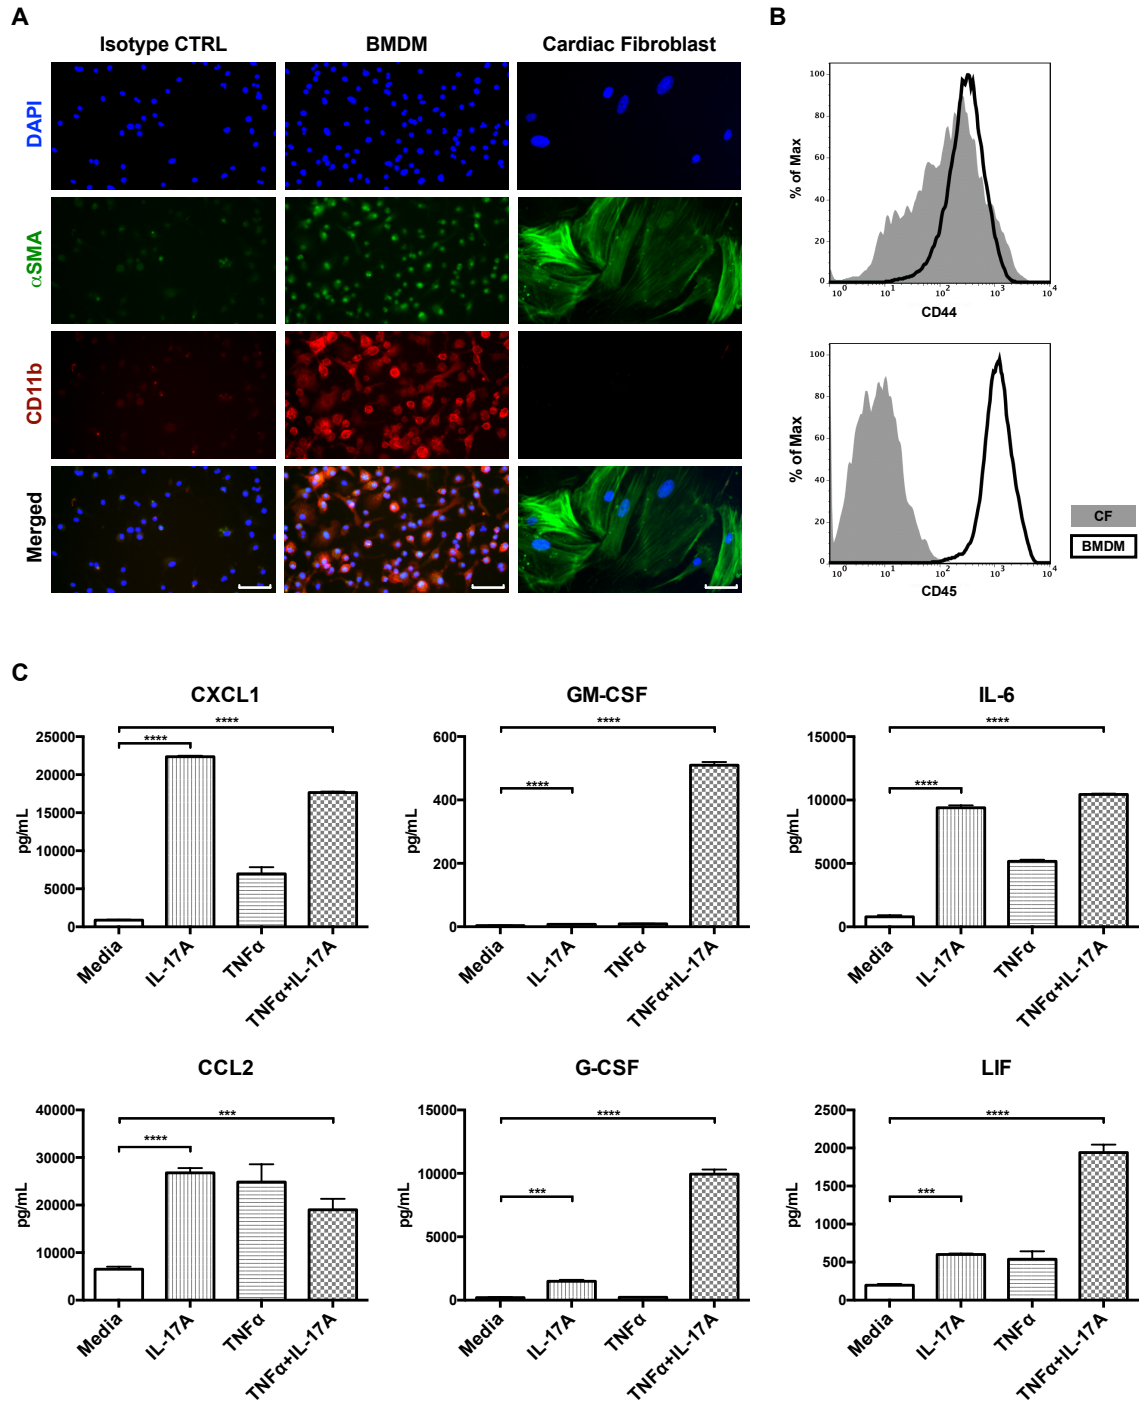 A
B
Isotype CTRL
BMDM
Cardiac Fibroblast
DAPI
αSMA
CD11b
Merged
100
80
60
40
20
0
% of Max
10^0 10^1 10^2 10^3 10^4
CD44
100
80
60
40
20
0
% of Max
10^0 10^1 10^2 10^3 10^4
CD45
CF
BMDM
C
CXCL1
****
****
25000
20000
15000
10000
5000
0
pg/mL
Media
IL-17A
TNFα
TNFα+IL-17A
GM-CSF
****
****
600
400
200
0
pg/mL
Media
IL-17A
TNFα
TNFα+IL-17A
IL-6
****
****
15000
10000
5000
0
pg/mL
Media
IL-17A
TNFα
TNFα+IL-17A
CCL2
***
****
40000
30000
20000
10000
0
pg/mL
Media
IL-17A
TNFα
TNFα+IL-17A
G-CSF
****
***
15000
10000
5000
0
pg/mL
Media
IL-17A
TNFα
TNFα+IL-17A
LIF
****
***
2500
2000
1500
1000
500
0
pg/mL
Media
IL-17A
TNFα
TNFα+IL-17A